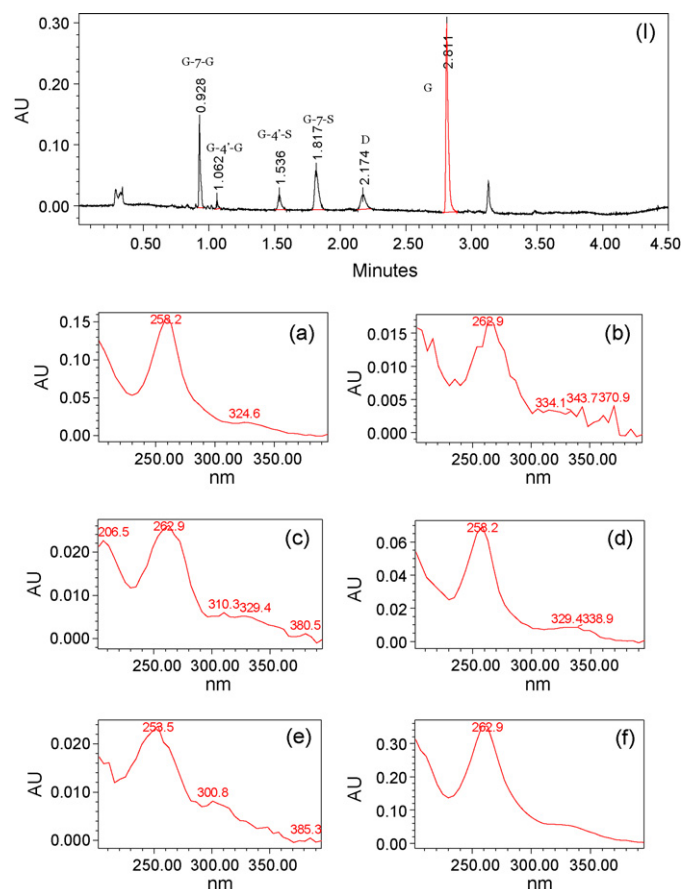 (I)
0.30
0.20
0.10
0.00
AU
G-7-G
0.928
G-4'-G
1.062
G-4'-S
1.536
G-7-S
1.817
D
2.174
G
2.811
0.50 1.00 1.50 2.00 2.50 3.00 3.50 4.00 4.50
Minutes
(a)
258.2
324.6
0.15
0.10
0.05
0.00
AU
250.00 300.00 350.00
nm
(b)
262.9
334.1 343.7 370.9
0.015
0.010
0.005
0.000
AU
250.00 300.00 350.00
nm
(c)
206.5 262.9
310.3 329.4
380.5
0.020
0.010
0.000
AU
250.00 300.00 350.00
nm
(d)
258.2
329.4 338.9
0.06
0.04
0.02
0.00
AU
250.00 300.00 350.00
nm
(e)
253.5
300.8
385.3
0.020
0.010
0.000
AU
250.00 300.00 350.00
nm
(f)
262.9
0.30
0.20
0.10
0.00
AU
250.00 300.00 350.00
nm